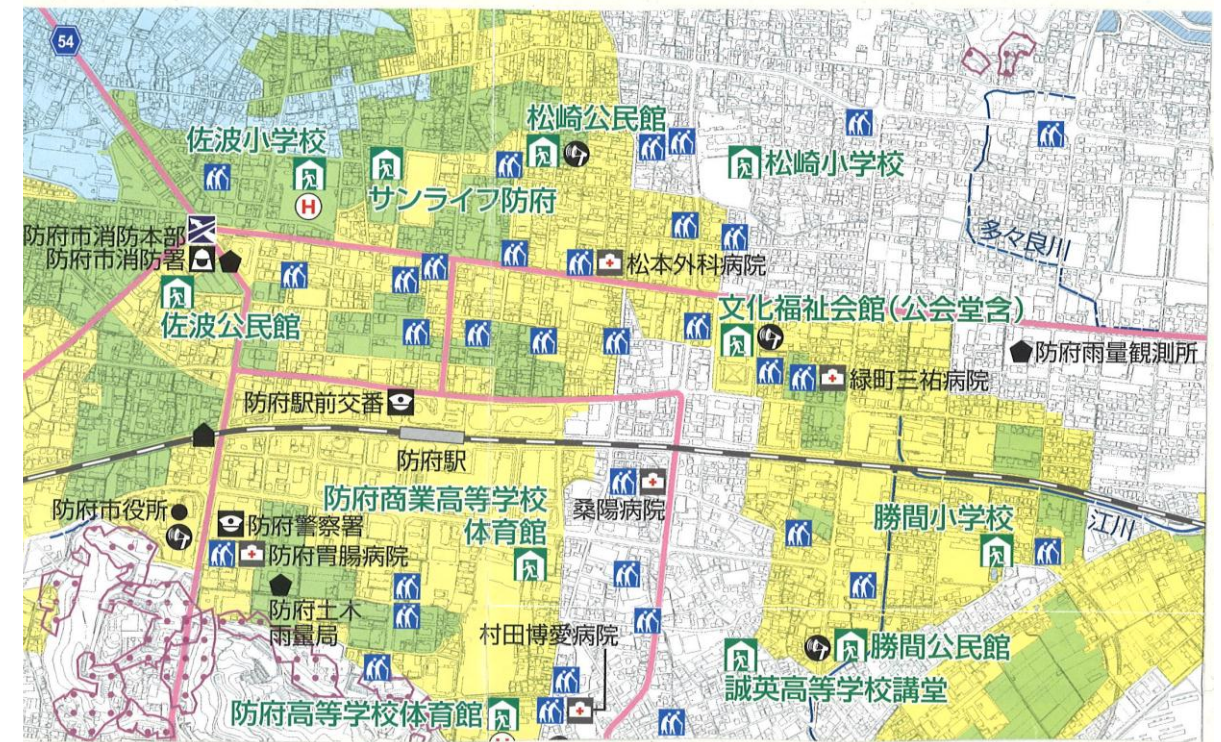 54
松崎公民館
佐波小学校
松崎小学校
サンライフ防府
H
多々良川
防府市消防本部
防府市消防署
松本外科病院
佐波公民館
文化福祉会館(公会堂含)
防府雨量観測所
緑町三祐病院
防府駅前交番
防府駅
防府市役所
防府商業高等学校
体育館
桑陽病院
勝間小学校
江川
防府警察署
防府胃腸病院
防府土木
雨量局
村田博愛病院
勝間公民館
誠英高等学校講堂
防府高等学校体育館